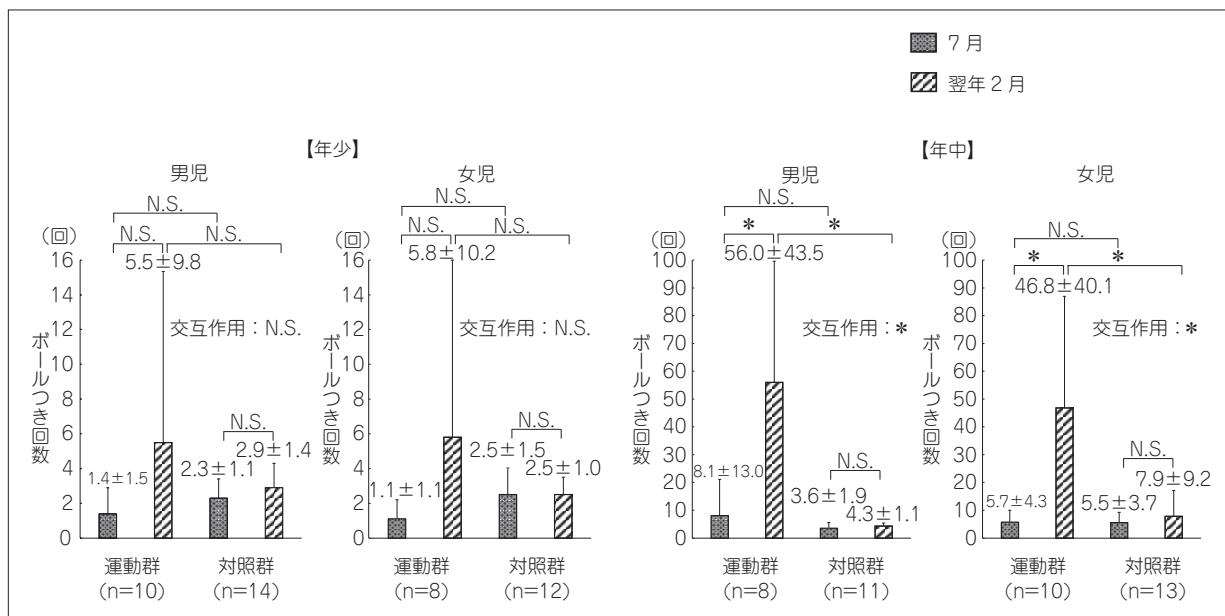 7月
翌年2月
【年少】
男児
N.S.
N.S.
N.S.
(回)
5.5±9.8
16
14
12
10
8
6
4
2
0
ボールつき回数
交互作用：N.S.
N.S.
1.4±1.5
2.3±1.1
2.9±1.4
運動群
(n=10)
対照群
(n=14)
女児
N.S.
N.S.
N.S.
(回)
5.8±10.2
16
14
12
10
8
6
4
2
0
ボールつき回数
交互作用：N.S.
N.S.
1.1±1.1
2.5±1.5
2.5±1.0
運動群
(n=8)
対照群
(n=12)
【年中】
男児
N.S.
*
*
(回)
56.0±43.5
100
90
80
70
60
50
40
30
20
10
0
ボールつき回数
交互作用：*
N.S.
8.1±13.0
3.6±1.9
4.3±1.1
運動群
(n=8)
対照群
(n=11)
女児
N.S.
*
*
(回)
46.8±40.1
100
90
80
70
60
50
40
30
20
10
0
ボールつき回数
交互作用：*
N.S.
5.7±4.3
5.5±3.7
7.9±9.2
運動群
(n=10)
対照群
(n=13)